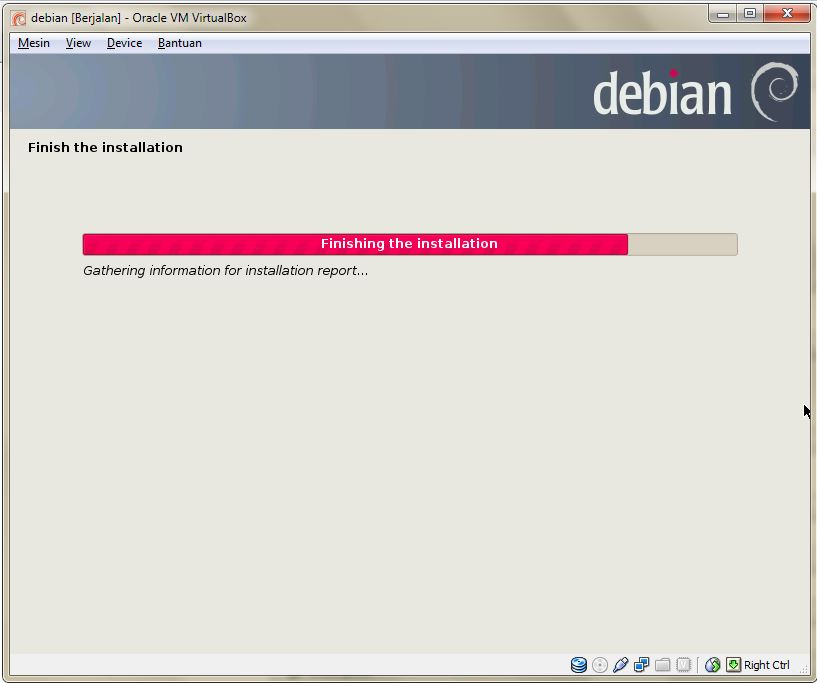 debian [Berjalan] - Oracle VM VirtualBox
Mesin View Device Bantuan
debian
Finish the installation
Finishing the installation
Gathering information for installation report...
Right Ctrl